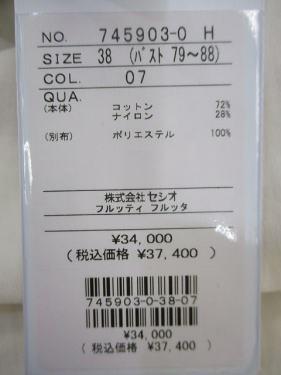 NO. 745903-0 H
SIZE 38 (バスト 79〜88)
COL. 07
QUA.
(本体) コットン 72%
ナイロン 28%
(別布) ポリエステル 100%
株式会社セシオ
フルッティ フルッタ
¥34,000
(税込価格 ¥37,400)
745903-0-38-07
¥34,000
(税込価格 ¥37,400)